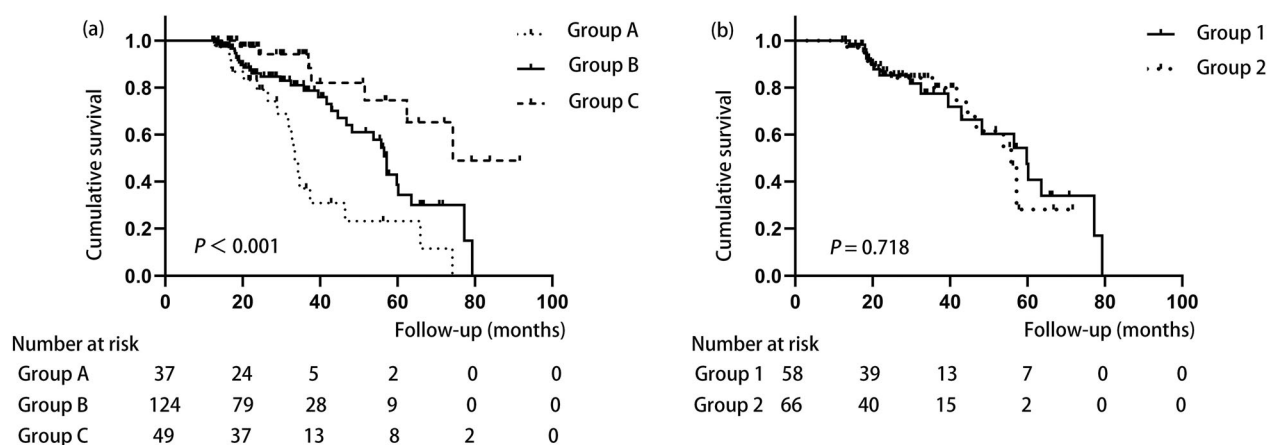 (a)
Group A
Group B
Group C
Cumulative survival
1.0
0.8
0.6
0.4
0.2
0.0
P < 0.001
0 20 40 60 80 100
Follow-up (months)
Number at risk
Group A 37 24 5 2 0 0
Group B 124 79 28 9 0 0
Group C 49 37 13 8 2 0
(b)
Group 1
Group 2
Cumulative survival
1.0
0.8
0.6
0.4
0.2
0.0
P = 0.718
0 20 40 60 80 100
Follow-up (months)
Number at risk
Group 1 58 39 13 7 0 0
Group 2 66 40 15 2 0 0